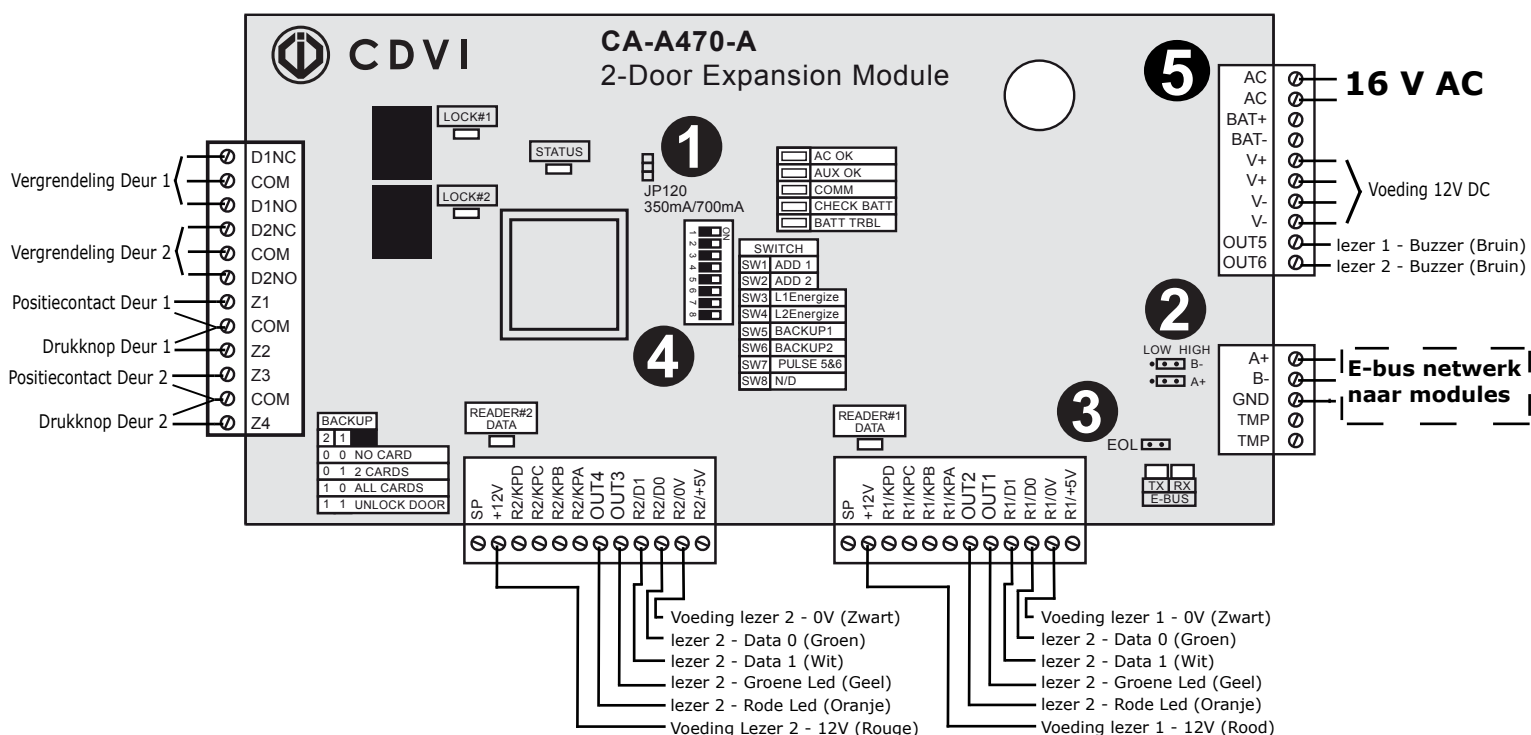 CDVI
CA-A470-A
2-Door Expansion Module
LOCK#1
LOCK#2
STATUS
1
JP120
350mA/700mA
AC OK
AUX OK
COMM
CHECK BATT
BATT TRBL
ON
1
2
3
4
5
6
7
8
SWITCH
SW1 ADD 1
SW2 ADD 2
SW3 L1Energize
SW4 L2Energize
SW5 BACKUP1
SW6 BACKUP2
SW7 PULSE 5&6
SW8 N/D
4
Vergrendeling Deur 1
Vergrendeling Deur 2
Positiecontact Deur 1
Drukknop Deur 1
Positiecontact Deur 2
Drukknop Deur 2
D1NC
COM
D1NO
D2NC
COM
D2NO
Z1
COM
Z2
Z3
COM
Z4
BACKUP
2 1
0 0 NO CARD
0 1 2 CARDS
1 0 ALL CARDS
1 1 UNLOCK DOOR
5
AC
AC
BAT+
BAT-
V+
V+
V-
V-
OUT5
OUT6
16 V AC
Voeding 12V DC
lezer 1 - Buzzer (Bruin)
lezer 2 - Buzzer (Bruin)
2
LOW HIGH
B-
A+
A+
B-
GND
TMP
TMP
E-bus netwerk
naar modules
3
EOL
TX RX
E-BUS
READER#2
DATA
SP
+12V
R2/KPD
R2/KPC
R2/KPB
R2/KPA
OUT4
OUT3
R2/D1
R2/D0
R2/0V
R2/+5V
Voeding lezer 2 - 0V (Zwart)
lezer 2 - Data 0 (Groen)
lezer 2 - Data 1 (Wit)
lezer 2 - Groene Led (Geel)
lezer 2 - Rode Led (Oranje)
Voeding Lezer 2 - 12V (Rouge)
READER#1
DATA
SP
+12V
R1/KPD
R1/KPC
R1/KPB
R1/KPA
OUT2
OUT1
R1/D1
R1/D0
R1/0V
R1/+5V
Voeding lezer 1 - 0V (Zwart)
lezer 2 - Data 0 (Groen)
lezer 2 - Data 1 (Wit)
lezer 2 - Groene Led (Geel)
lezer 2 - Rode Led (Oranje)
Voeding lezer 1 - 12V (Rood)